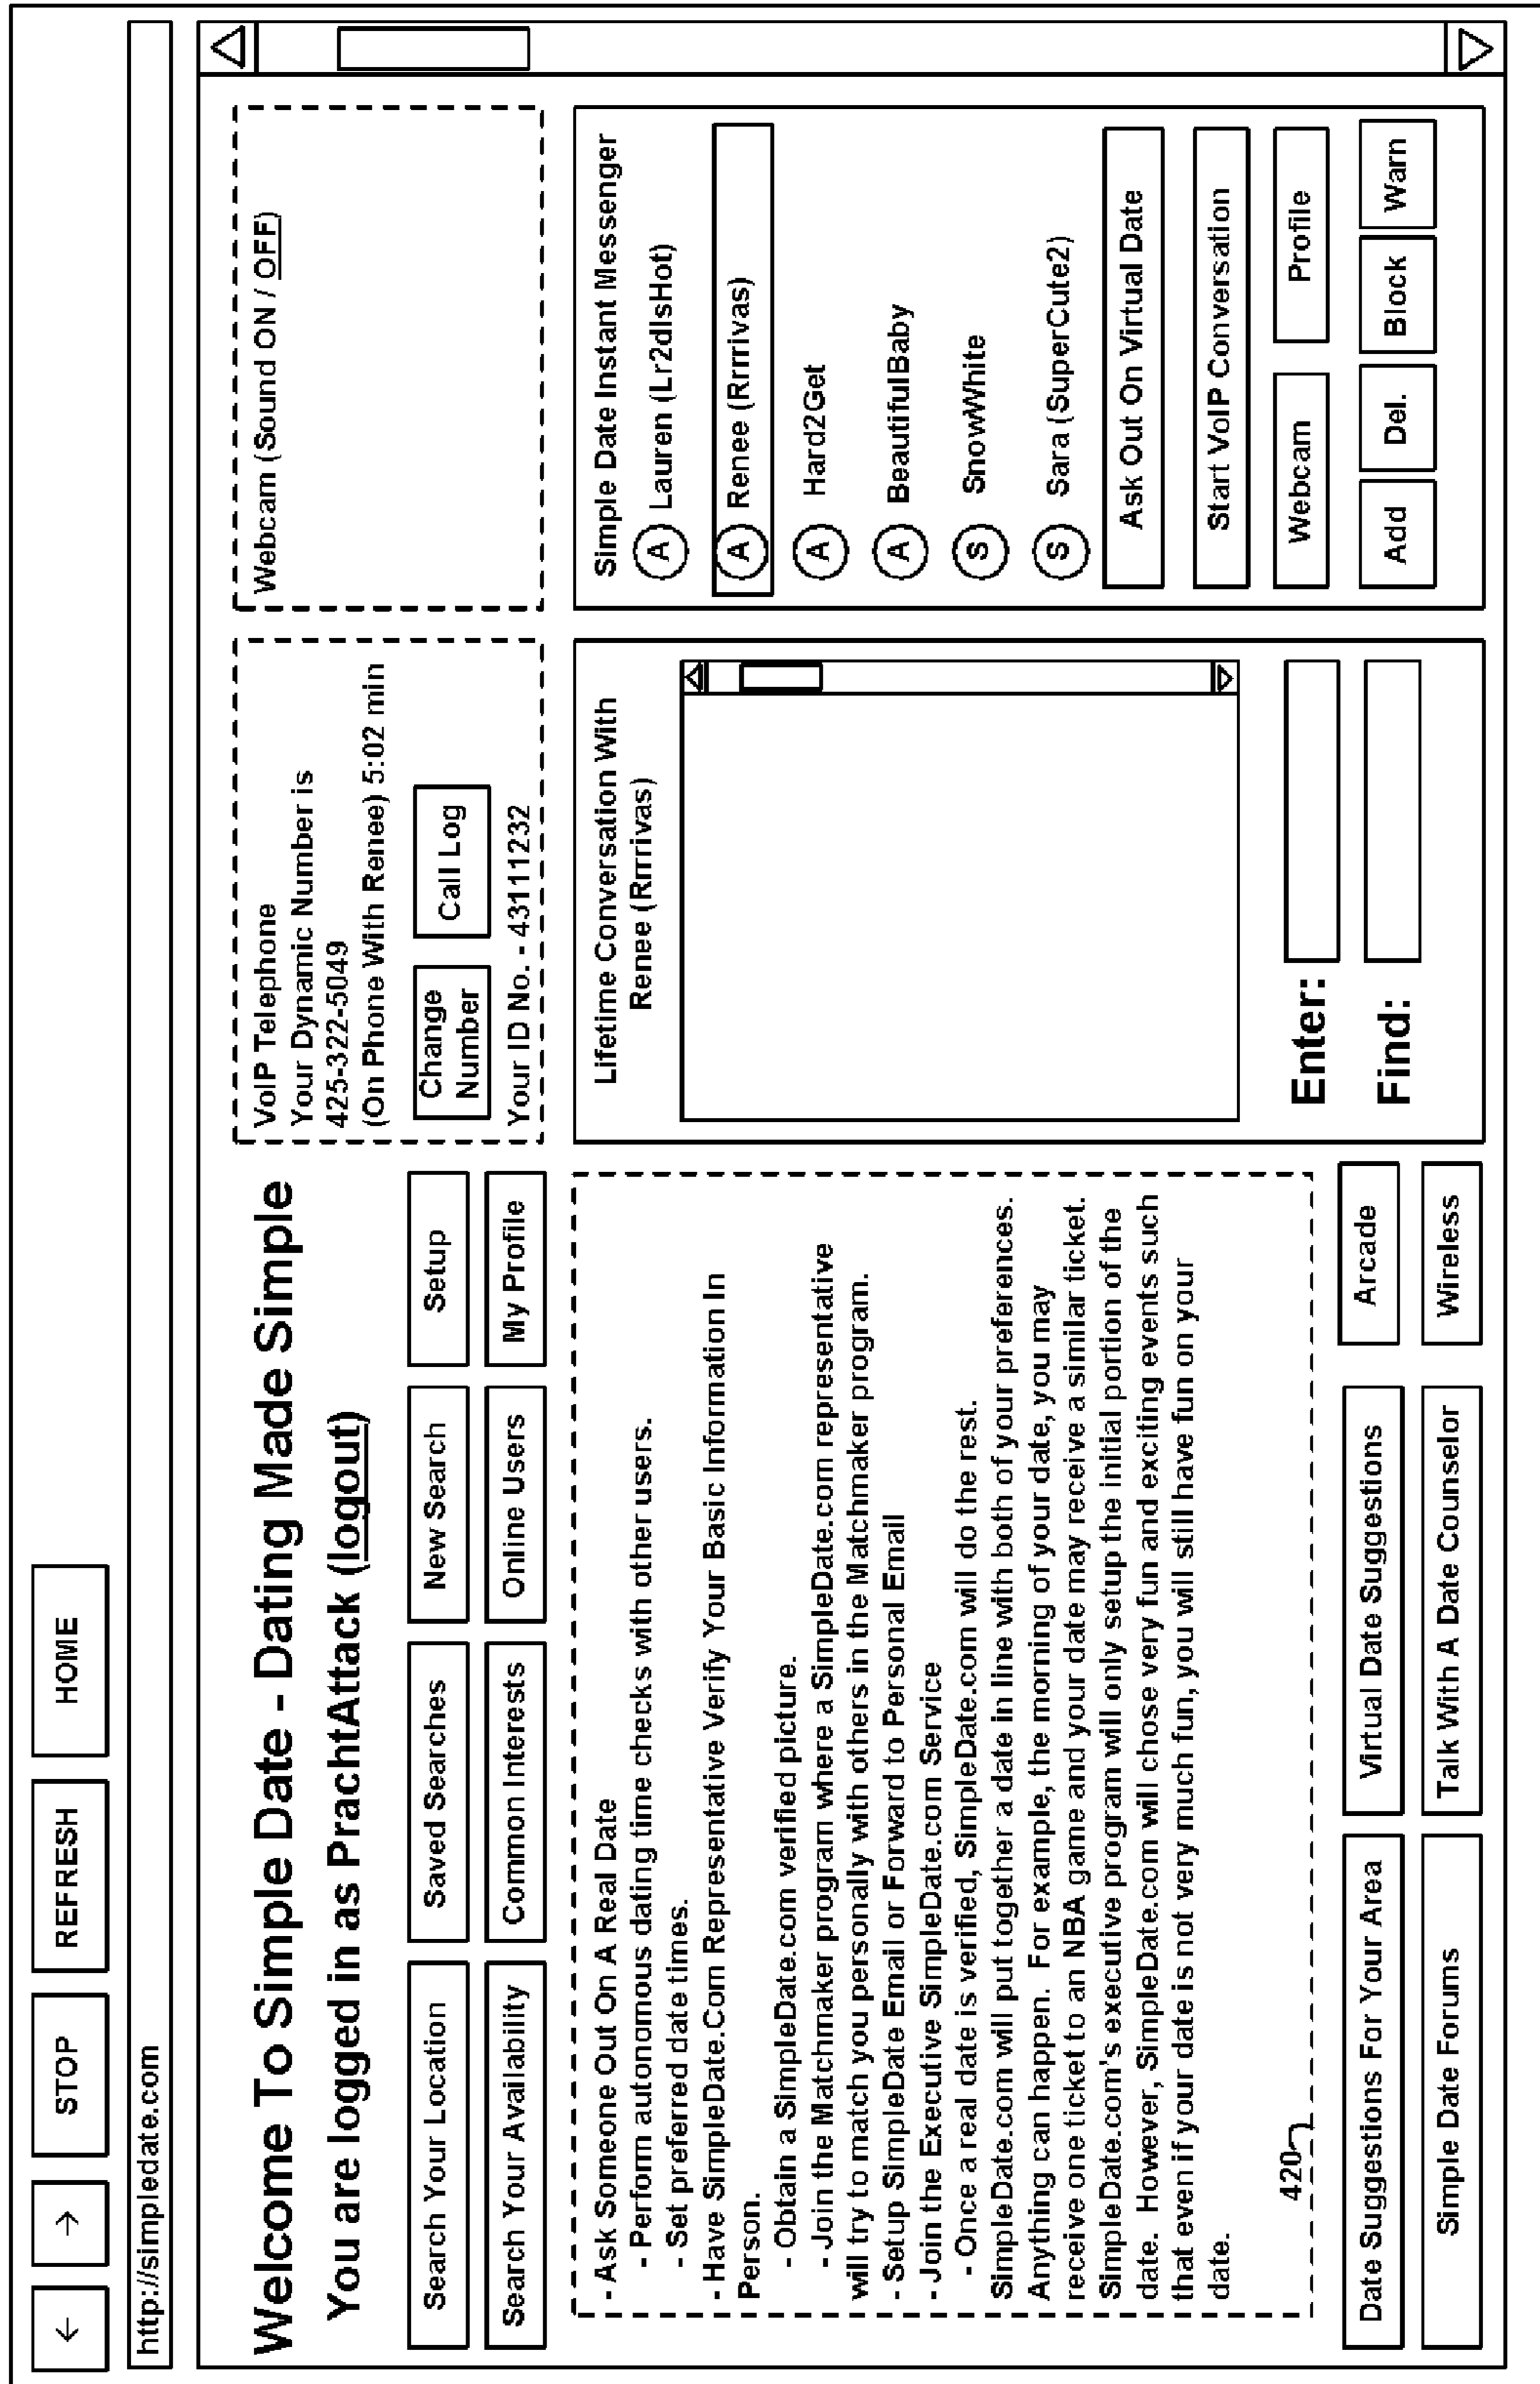 ← → STOP REFRESH HOME
http://simpledate.com
Welcome To Simple Date - Dating Made Simple
You are logged in as PrachtAttack (logout)
Search Your Location Saved Searches New Search Setup
Search Your Availability Common Interests Online Users My Profile
VoIP Telephone
Your Dynamic Number is
425-322-5049
(On Phone With Renee) 5:02 min
Change
Number
Call Log
Your ID No. - 43111232
Webcam (Sound ON / OFF)
- Ask Someone Out On A Real Date
- Perform autonomous dating time checks with other users.
- Set preferred date times.
- Have SimpleDate.Com Representative Verify Your Basic Information In
Person.
- Obtain a SimpleDate.com verified picture.
- Join the Matchmaker program where a SimpleDate.com representative
will try to match you personally with others in the Matchmaker program.
- Setup SimpleDate Email or Forward to Personal Email
- Join the Executive SimpleDate.com Service
- Once a real date is verified, SimpleDate.com will do the rest.
SimpleDate.com will put together a date in line with both of your preferences.
Anything can happen. For example, the morning of your date, you may
receive one ticket to an NBA game and your date may receive a similar ticket.
SimpleDate.com's executive program will only setup the initial portion of the
date. However, SimpleDate.com will chose very fun and exciting events such
that even if your date is not very much fun, you will still have fun on your
date.
420
Date Suggestions For Your Area Virtual Date Suggestions Arcade
Simple Date Forums Talk With A Date Counselor Wireless
Lifetime Conversation With
Renee (Rrrrivas)
Enter:
Find:
Simple Date Instant Messenger
A Lauren (Lr2dIsHot)
A Renee (Rrrrivas)
A Hard2Get
A BeautifulBaby
S SnowWhite
S Sara (SuperCute2)
Ask Out On Virtual Date
Start VoIP Conversation
Webcam Profile
Add Del. Block Warn